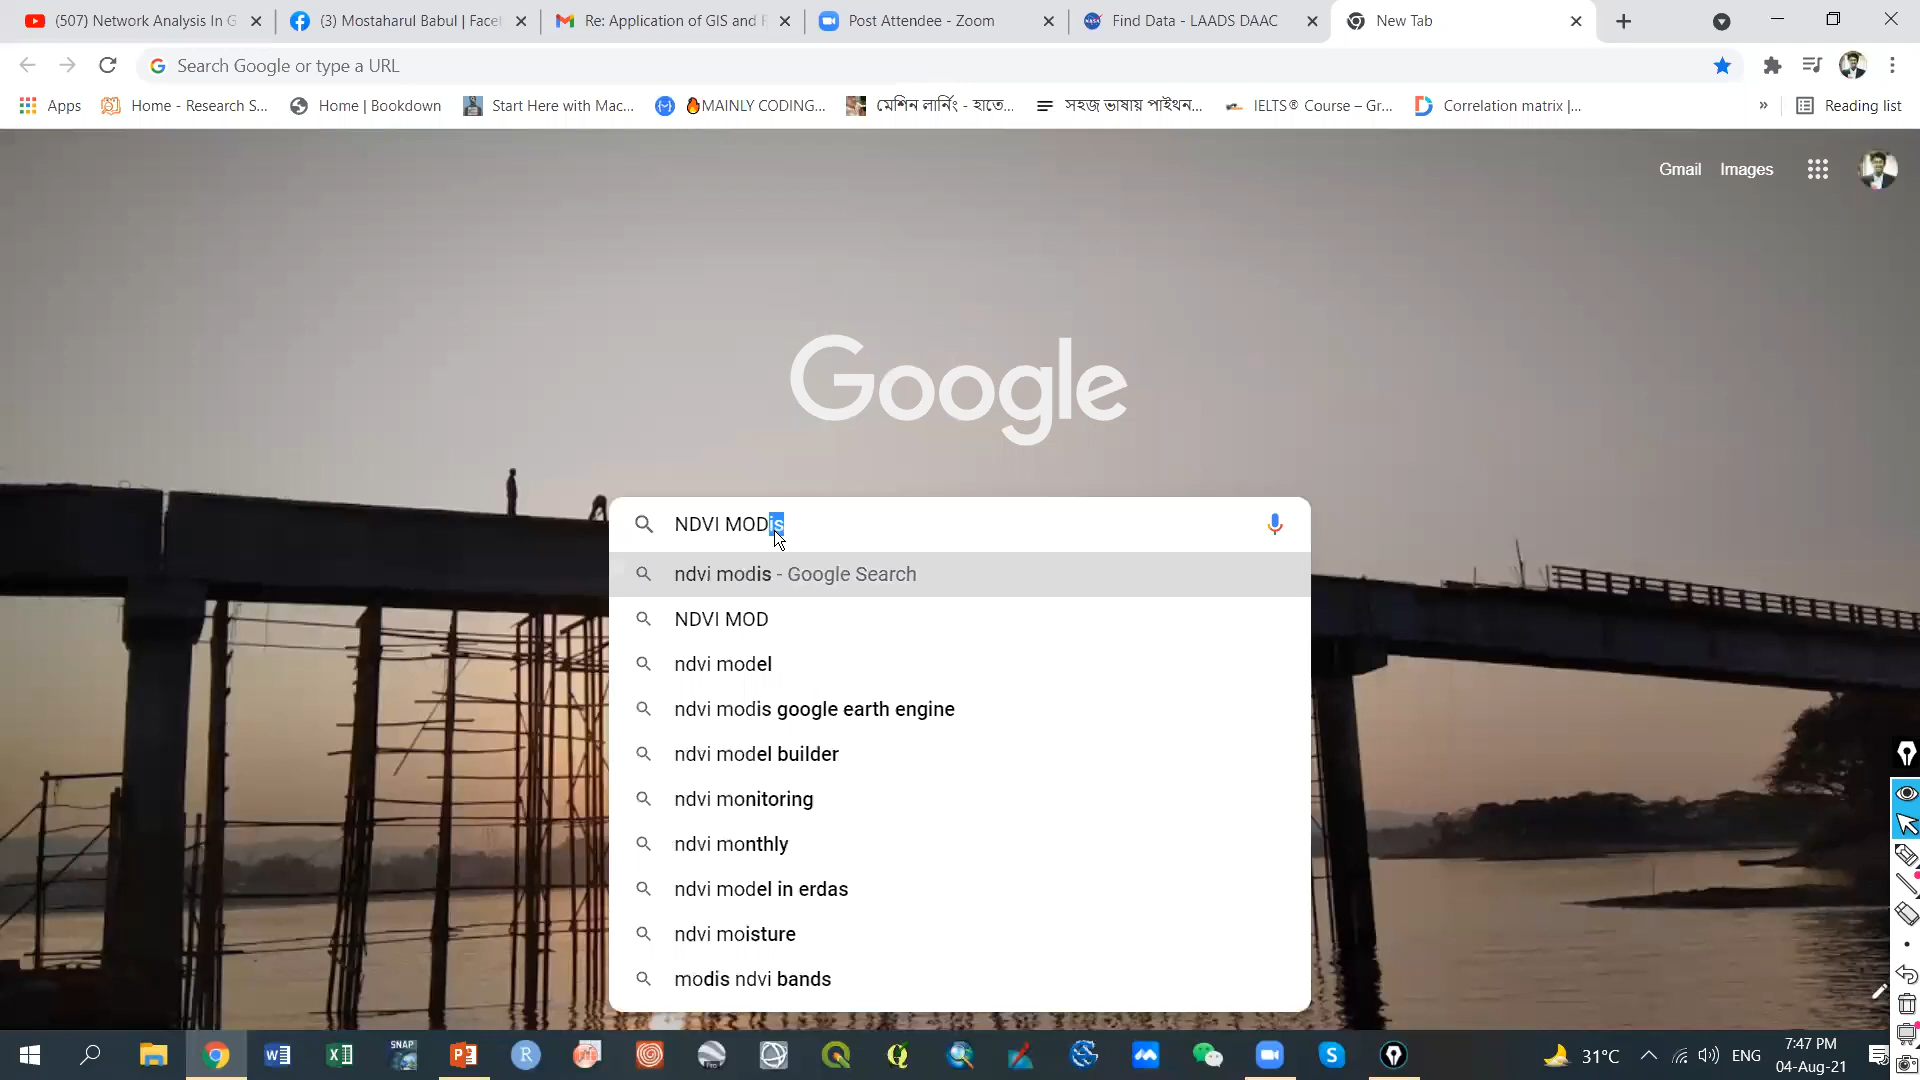 (507) Network Analysis In G
(3) Mostaharul Babul | Face
Re: Application of GIS and R
Post Attendee - Zoom
Find Data - LAADS DAAC
New Tab
Search Google or type a URL
Apps
Home - Research S...
Home | Bookdown
Start Here with Mac...
🔥MAINLY CODING...
মেশিন লার্নিং - হাতে...
সহজ ভাষায় পাইথন...
IELTS® Course – Gr...
Correlation matrix |...
»
Reading list
Gmail
Images
Google
NDVI MODis
ndvi modis - Google Search
NDVI MOD
ndvi model
ndvi modis google earth engine
ndvi model builder
ndvi monitoring
ndvi monthly
ndvi model in erdas
ndvi moisture
modis ndvi bands
SNAP
31°C
ENG
7:47 PM
04-Aug-21